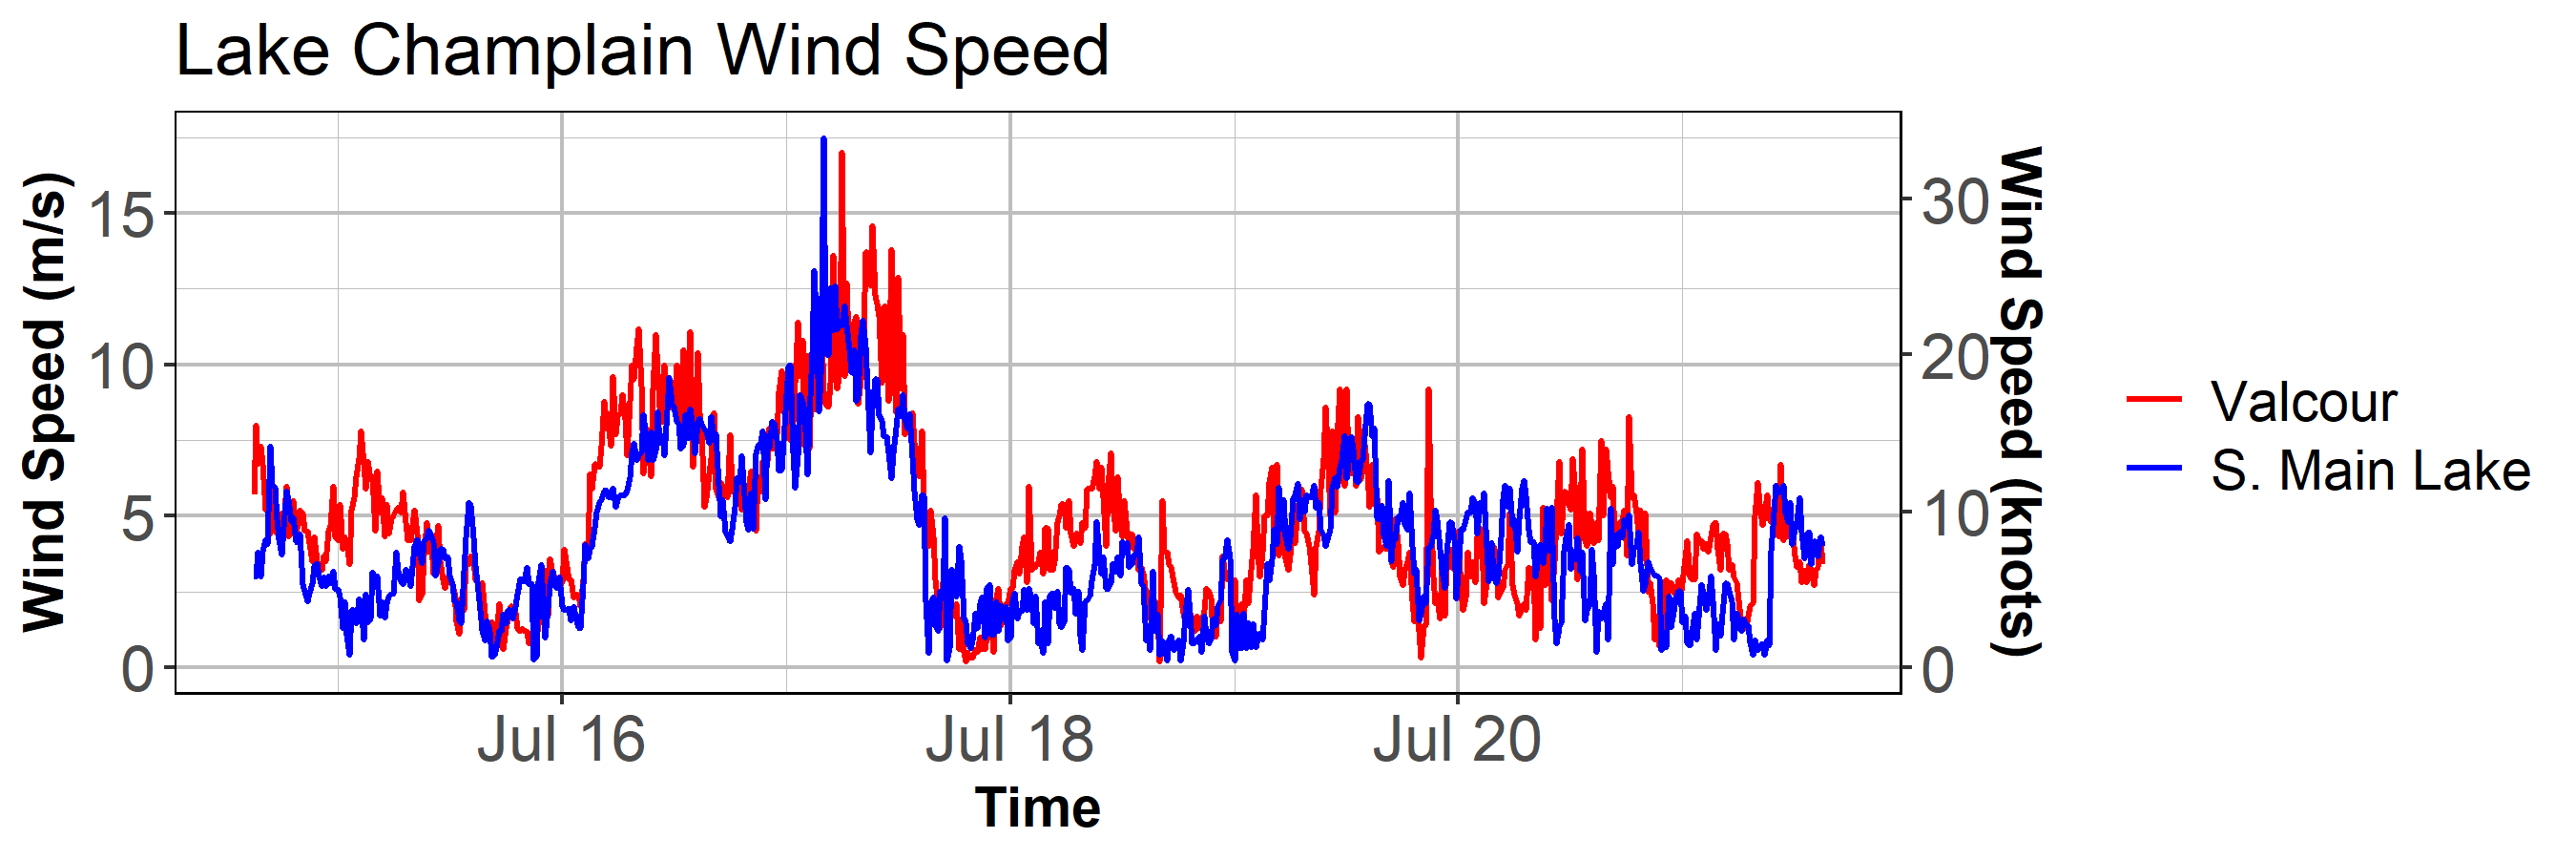 Lake Champlain Wind Speed
Wind Speed (m/s)
15
10
5
0
30
20
10
0
Wind Speed (knots)
Jul 16
Jul 18
Jul 20
Time
Valcour
S. Main Lake